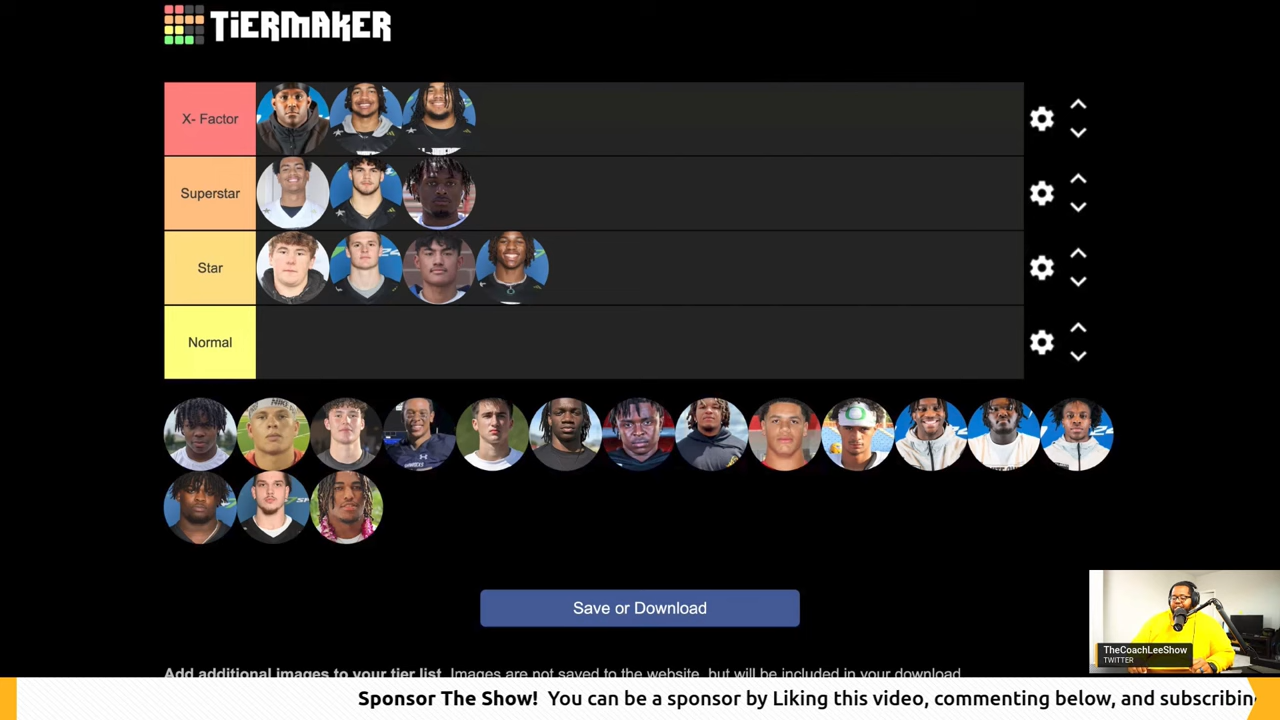 TiERMAKER
X- Factor
Superstar
Star
Normal
Save or Download
Add additional images to your tier list. Images are not saved to the website, but will be included in your download.
TheCoachLeeShow
TWITTER
Sponsor The Show! You can be a sponsor by Liking this video, commenting below, and subscribin